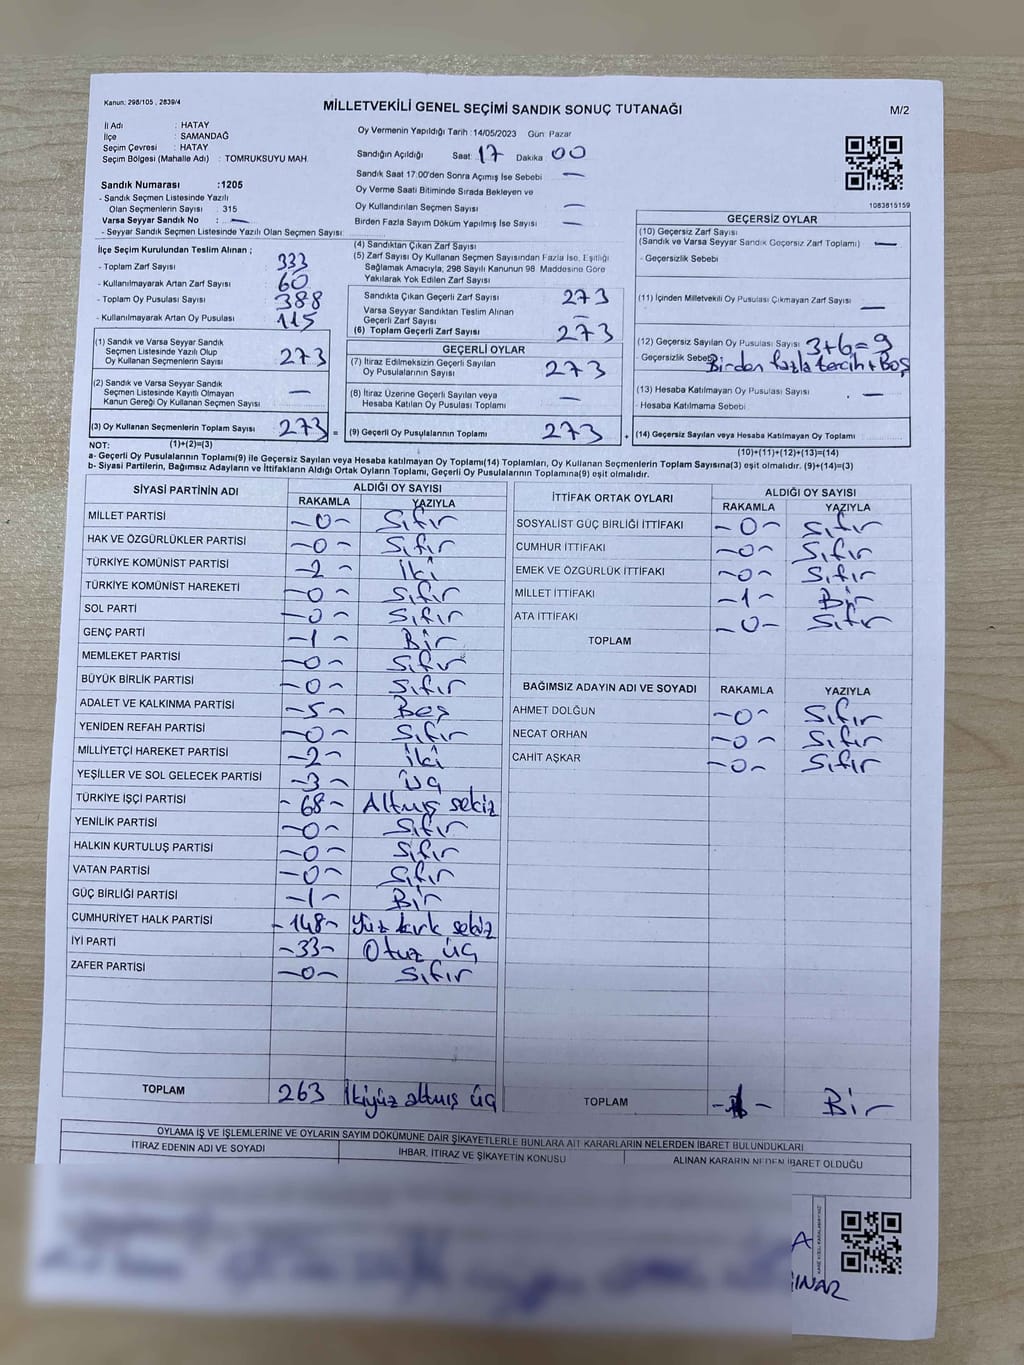 Kanun: 298/105 , 2839/4
MİLLETVEKİLİ GENEL SEÇİMİ SANDIK SONUÇ TUTANAĞI
M/2
İl Adı : HATAY
İlçe : SAMANDAĞ
Seçim Çevresi : HATAY
Seçim Bölgesi (Mahalle Adı) : TOMRUKSUYU MAH.
Sandık Numarası :1205
- Sandık Seçmen Listesinde Yazılı
Olan Seçmenlerin Sayısı : 315
Varsa Seyyar Sandık No : —
- Seyyar Sandık Seçmen Listesinde Yazılı Olan Seçmen Sayısı:
Oy Vermenin Yapıldığı Tarih :14/05/2023 Gün: Pazar
Sandığın Açıldığı Saat: 17 Dakika 00
Sandık Saat 17:00'den Sonra Açımış İse Sebebi —
Oy Verme Saati Bitiminde Sırada Bekleyen ve
Oy Kullandırılan Seçmen Sayısı —
Birden Fazla Sayım Döküm Yapılmış İse Sayısı —
1083615159
İlçe Seçim Kurulundan Teslim Alınan ;
- Toplam Zarf Sayısı 333
- Kullanılmayarak Artan Zarf Sayısı 60
- Toplam Oy Pusulası Sayısı 388
- Kullanılmayarak Artan Oy Pusulası 115
(1) Sandık ve Varsa Seyyar Sandık
Seçmen Listesinde Yazılı Olup
Oy Kullanan Seçmenlerin Sayısı 273
(2) Sandık ve Varsa Seyyar Sandık
Seçmen Listesinde Kayıtlı Olmayan
Kanun Gereği Oy Kullanan Seçmen Sayısı —
(3) Oy Kullanan Seçmenlerin Toplam Sayısı 273 =
(4) Sandıktan Çıkan Zarf Sayısı
(5) Zarf Sayısı Oy Kullanan Seçmen Sayısından Fazla İse, Eşitliği
Sağlamak Amacıyla; 298 Sayılı Kanunun 98 Maddesine Göre
Yakılarak Yok Edilen Zarf Sayısı
Sandıkta Çıkan Geçerli Zarf Sayısı 273
Varsa Seyyar Sandıktan Teslim Alınan
Geçerli Zarf Sayısı —
(6) Toplam Geçerli Zarf Sayısı 273
GEÇERLİ OYLAR
(7) İtiraz Edilmeksizin Geçerli Sayılan
Oy Pusulalarının Sayısı 273
(8) İtiraz Üzerine Geçerli Sayılan veya
Hesaba Katılan Oy Pusulası Toplamı —
(9) Geçerli Oy Pusulalarının Toplamı 273 +
GEÇERSİZ OYLAR
(10) Geçersiz Zarf Sayısı
(Sandık ve Varsa Seyyar Sandık Geçersiz Zarf Toplamı) —
- Geçersizlik Sebebi
(11) İçinden Milletvekili Oy Pusulası Çıkmayan Zarf Sayısı —
(12) Geçersiz Sayılan Oy Pusulası Sayısı 3+6=9
- Geçersizlik Sebebi Birden fazla tercih + Boş
(13) Hesaba Katılmayan Oy Pusulası Sayısı —
- Hesaba Katılmama Sebebi
(14) Geçersiz Sayılan veya Hesaba Katılmayan Oy Toplamı
NOT: (1)+(2)=(3) (10)+(11)+(12)+(13)=(14)
a- Geçerli Oy Pusulalarının Toplamı(9) ile Geçersiz Sayılan veya Hesaba katılmayan Oy Toplamı(14) Toplamları, Oy Kullanan Seçmenlerin Toplam Sayısına(3) eşit olmalıdır. (9)+(14)=(3)
b- Siyasi Partilerin, Bağımsız Adayların ve İttifakların Aldığı Ortak Oyların Toplamı, Geçerli Oy Pusulalarının Toplamına(9) eşit olmalıdır.
SİYASİ PARTİNİN ADI ALDIĞI OY SAYISI
RAKAMLA YAZIYLA
MİLLET PARTİSİ -0- Sıfır
HAK VE ÖZGÜRLÜKLER PARTİSİ -0- Sıfır
TÜRKİYE KOMÜNİST PARTİSİ -2- İki
TÜRKİYE KOMÜNİST HAREKETİ -0- Sıfır
SOL PARTİ -0- Sıfır
GENÇ PARTİ -1- Bir
MEMLEKET PARTİSİ -0- Sıfır
BÜYÜK BİRLİK PARTİSİ -0- Sıfır
ADALET VE KALKINMA PARTİSİ -5- Beş
YENİDEN REFAH PARTİSİ -0- Sıfır
MİLLİYETÇİ HAREKET PARTİSİ -2- İki
YEŞİLLER VE SOL GELECEK PARTİSİ -3- Üç
TÜRKİYE İŞÇİ PARTİSİ -68- Altmış sekiz
YENİLİK PARTİSİ -0- Sıfır
HALKIN KURTULUŞ PARTİSİ -0- Sıfır
VATAN PARTİSİ -0- Sıfır
GÜÇ BİRLİĞİ PARTİSİ -1- Bir
CUMHURİYET HALK PARTİSİ -148- Yüz kırk sekiz
İYİ PARTİ -33- Otuz üç
ZAFER PARTİSİ -0- Sıfır
TOPLAM 263 İkiyüz altmış üç
İTTİFAK ORTAK OYLARI ALDIĞI OY SAYISI
RAKAMLA YAZIYLA
SOSYALİST GÜÇ BİRLİĞİ İTTİFAKI -0- Sıfır
CUMHUR İTTİFAKI -0- Sıfır
EMEK VE ÖZGÜRLÜK İTTİFAKI -0- Sıfır
MİLLET İTTİFAKI -1- Bir
ATA İTTİFAKI -0- Sıfır
TOPLAM
BAĞIMSIZ ADAYIN ADI VE SOYADI RAKAMLA YAZIYLA
AHMET DOLĞUN -0- Sıfır
NECAT ORHAN -0- Sıfır
CAHİT AŞKAR -0- Sıfır
TOPLAM -1- Bir
OYLAMA İŞ VE İŞLEMLERİNE VE OYLARIN SAYIM DÖKÜMÜNE DAİR ŞİKAYETLERLE BUNLARA AİT KARARLARIN NELERDEN İBARET BULUNDUKLARI
İTİRAZ EDENİN ADI VE SOYADI İHBAR, İTİRAZ VE ŞİKAYETİN KONUSU ALINAN KARARIN NEDEN İBARET OLDUĞU